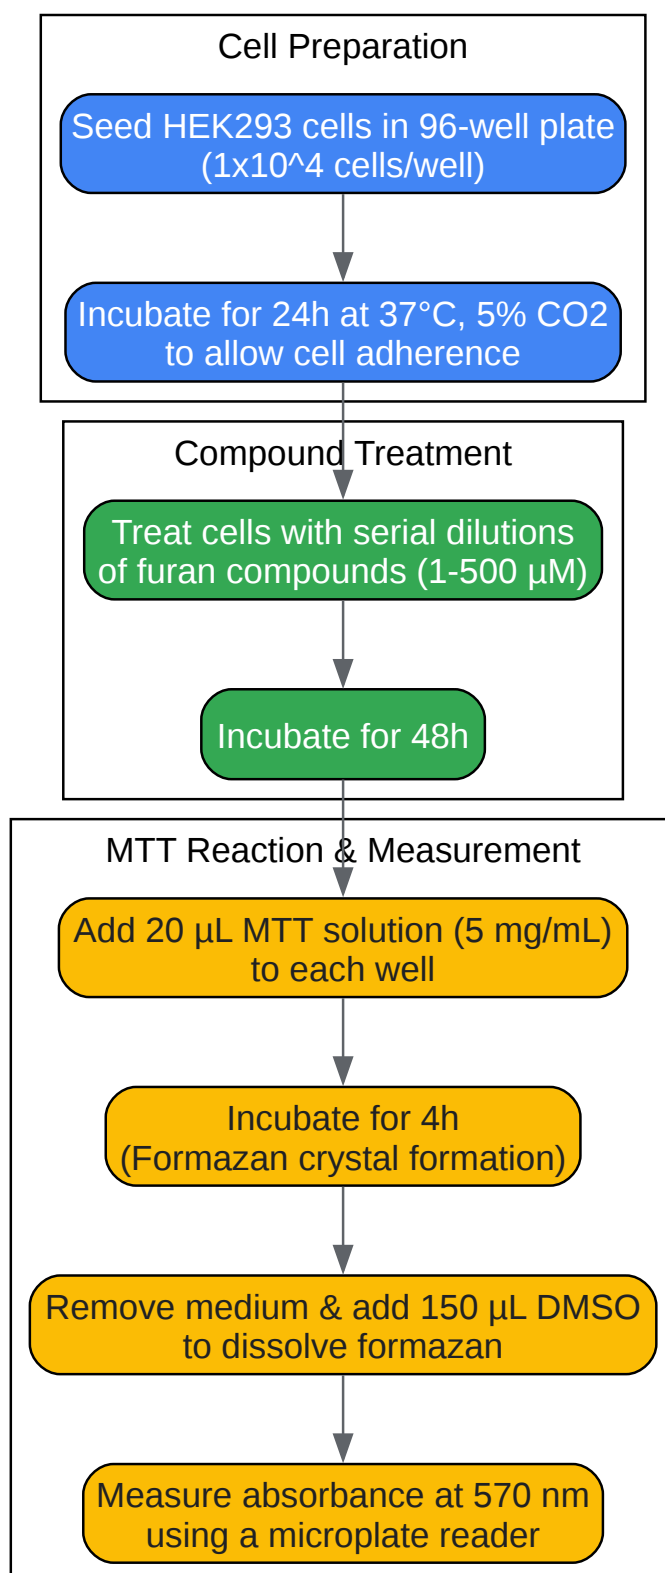 Cell Preparation
Seed HEK293 cells in 96-well plate
(1x10^4 cells/well)
Incubate for 24h at 37°C, 5% CO2
to allow cell adherence
Compound Treatment
Treat cells with serial dilutions
of furan compounds (1-500 µM)
Incubate for 48h
MTT Reaction & Measurement
Add 20 µL MTT solution (5 mg/mL)
to each well
Incubate for 4h
(Formazan crystal formation)
Remove medium & add 150 µL DMSO
to dissolve formazan
Measure absorbance at 570 nm
using a microplate reader